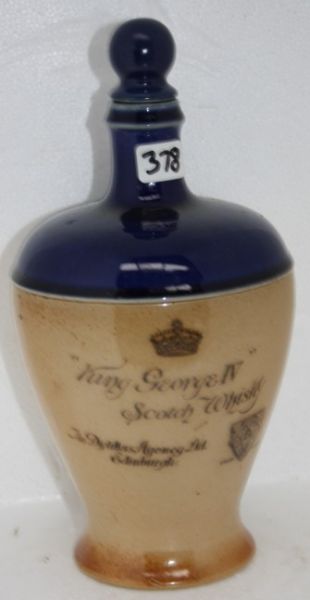 378
"King George IV"
Scotch Whisky
The Distillers Agency Ltd.
Edinburgh.